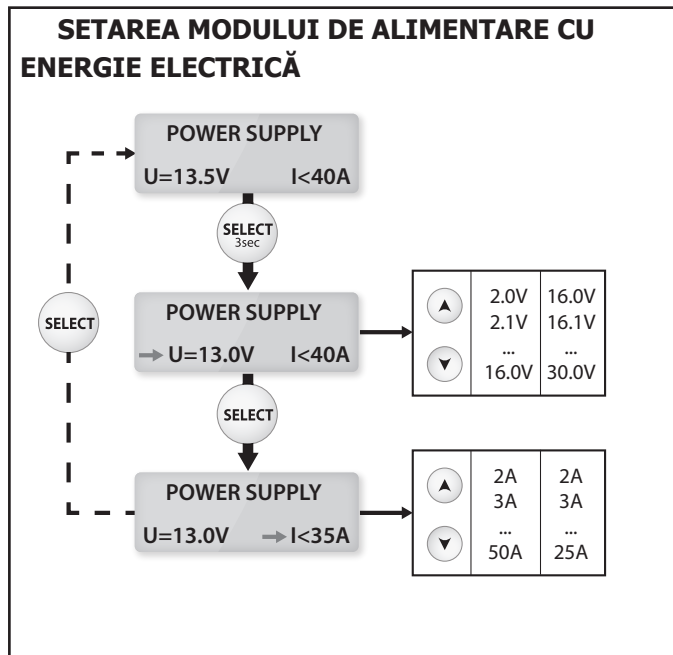 SETAREA MODULUI DE ALIMENTARE CU
ENERGIE ELECTRICĂ
POWER SUPPLY
U=13.5V I<40A
SELECT
3sec
SELECT
POWER SUPPLY
U=13.0V I<40A
2.0V 16.0V
2.1V 16.1V
... ...
16.0V 30.0V
SELECT
POWER SUPPLY
U=13.0V I<35A
2A 2A
3A 3A
... ...
50A 25A